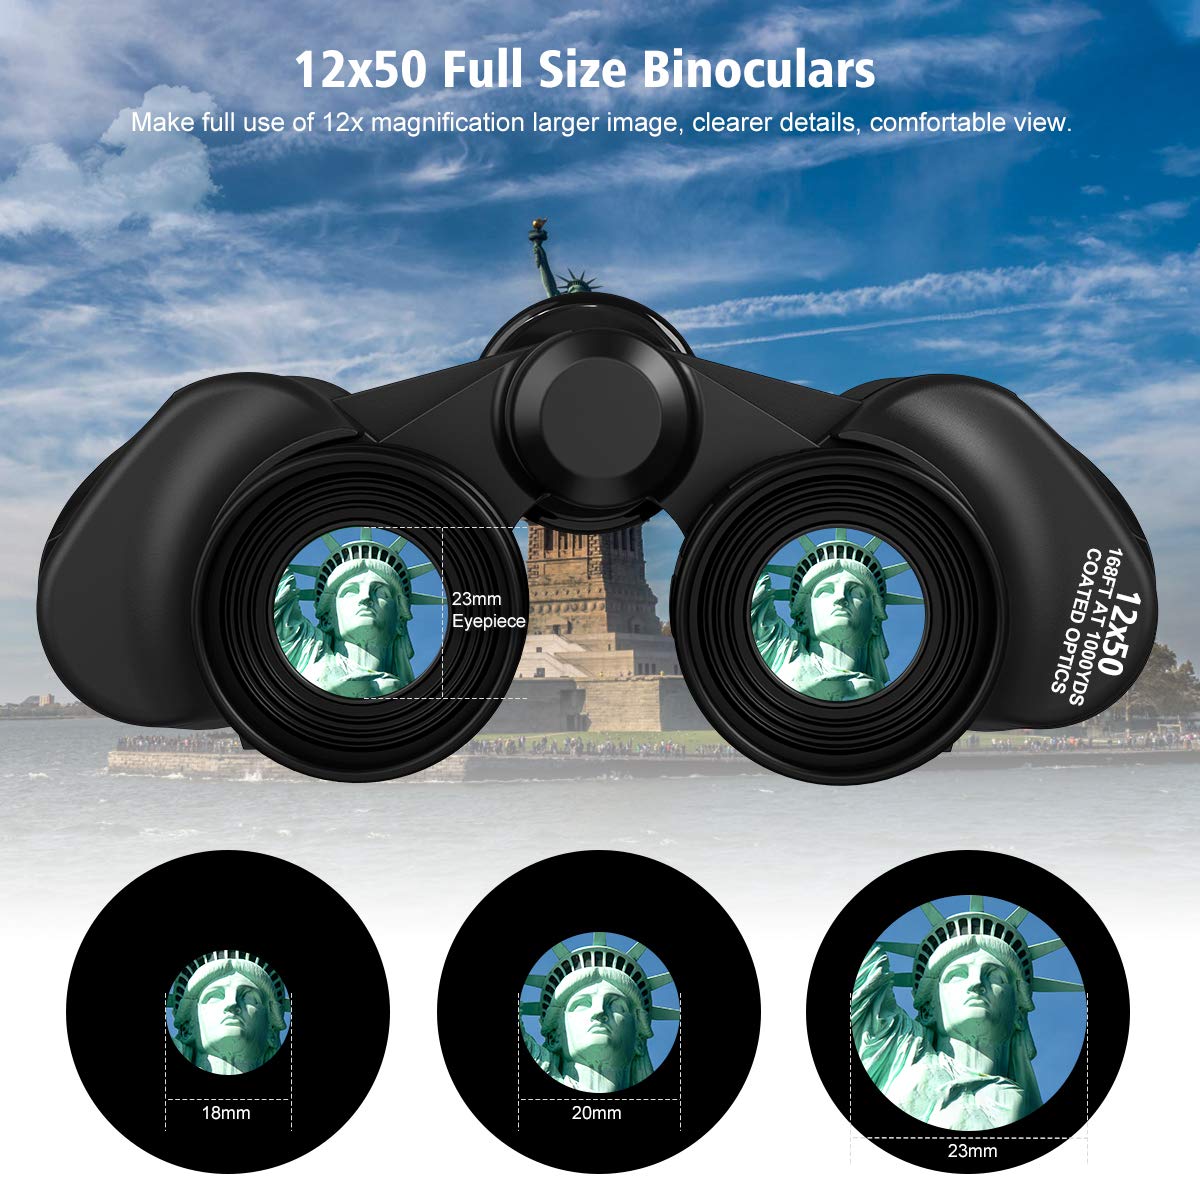 12x50 Full Size Binoculars
Make full use of 12x magnification larger image, clearer details, comfortable view.
23mm
Eyepiece
12x50
168FT AT 1000YDS
COATED OPTICS
18mm
20mm
23mm